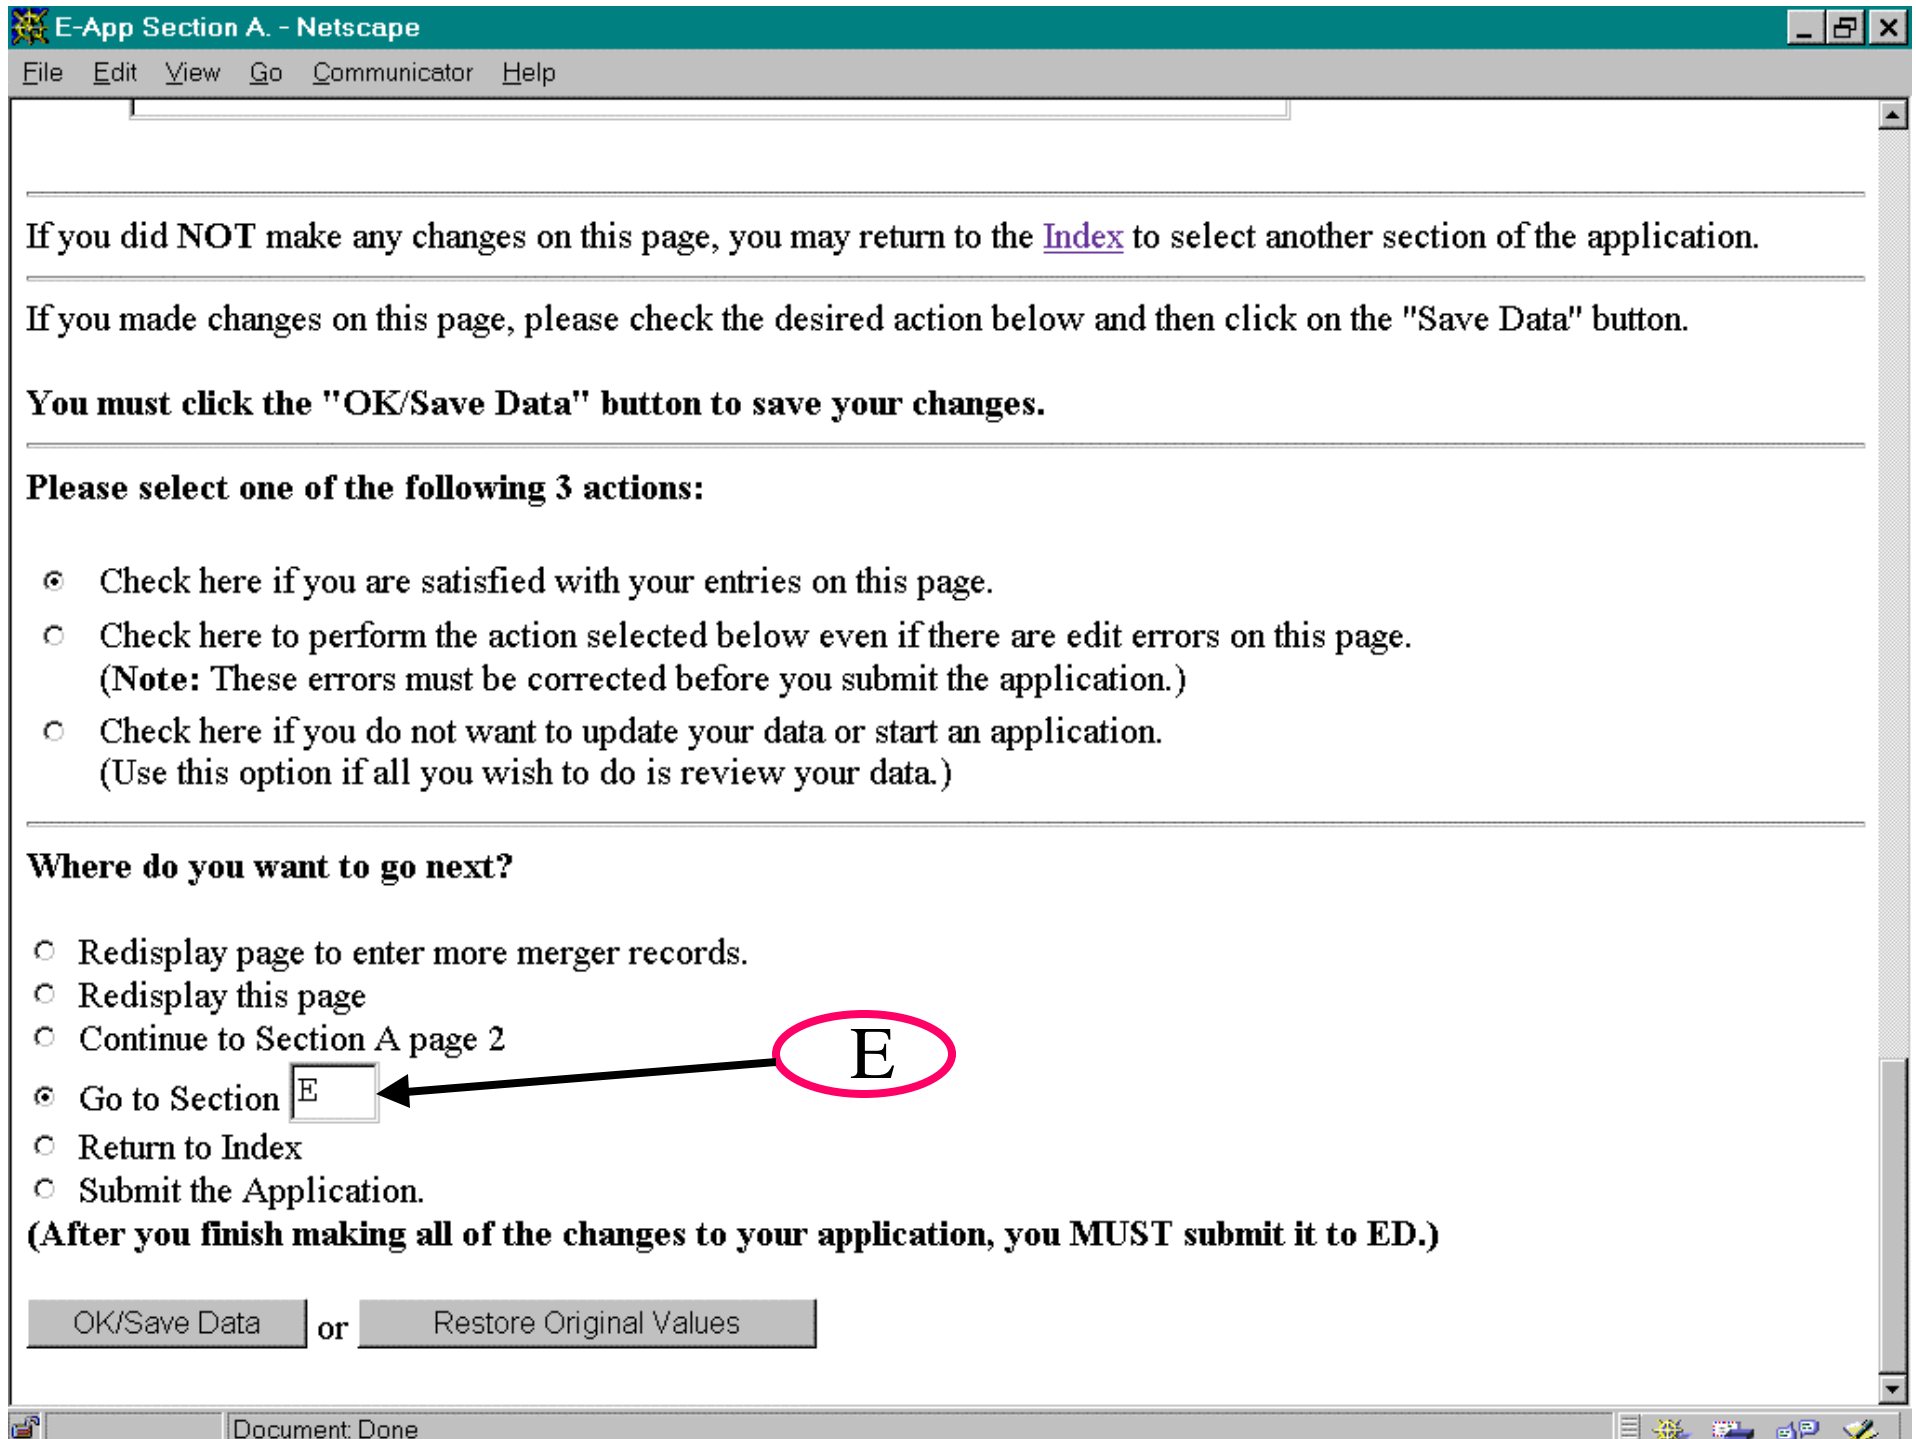 E-App Section A. - Netscape
File Edit View Go Communicator Help
If you did NOT make any changes on this page, you may return to the Index to select another section of the application.
If you made changes on this page, please check the desired action below and then click on the "Save Data" button.
You must click the "OK/Save Data" button to save your changes.
Please select one of the following 3 actions:
Check here if you are satisfied with your entries on this page.
Check here to perform the action selected below even if there are edit errors on this page.
(Note: These errors must be corrected before you submit the application.)
Check here if you do not want to update your data or start an application.
(Use this option if all you wish to do is review your data.)
Where do you want to go next?
Redisplay page to enter more merger records.
Redisplay this page
Continue to Section A page 2
E
Go to Section E
Return to Index
Submit the Application.
(After you finish making all of the changes to your application, you MUST submit it to ED.)
OK/Save Data or Restore Original Values
Document: Done